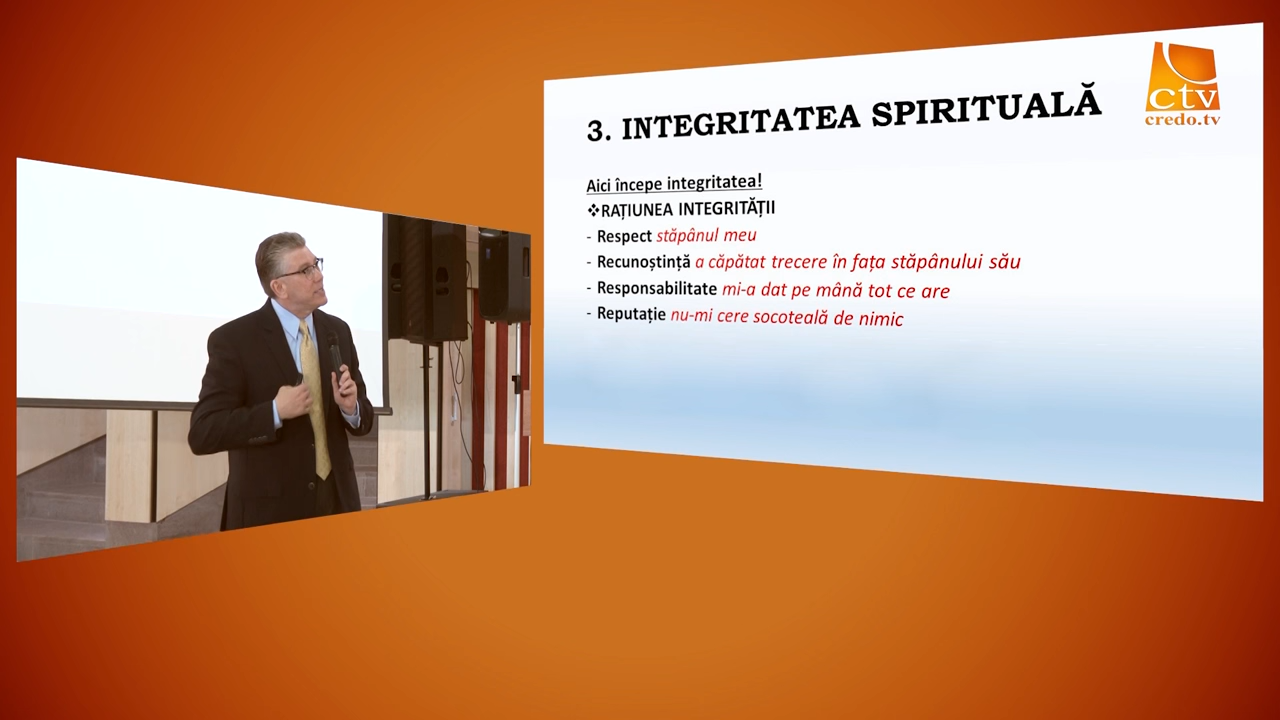 ctv
credo.tv
3. INTEGRITATEA SPIRITUALĂ
Aici începe integritatea!
❖RAȚIUNEA INTEGRITĂȚII
- Respect stăpânul meu
- Recunoștință a căpătat trecere în fața stăpânului său
- Responsabilitate mi-a dat pe mână tot ce are
- Reputație nu-mi cere socoteală de nimic